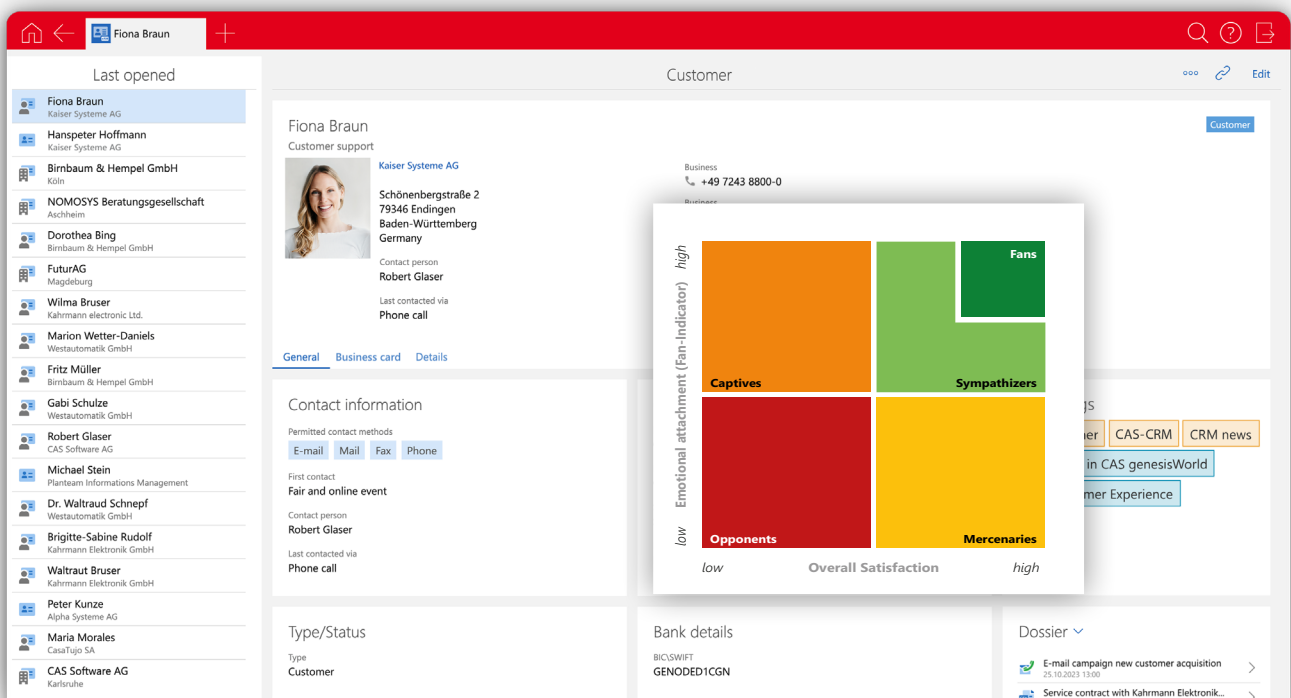 Fiona Braun
Last opened
Customer
Edit
Fiona Braun
Kaiser Systeme AG
Hanspeter Hoffmann
Kaiser Systeme AG
Birnbaum & Hempel GmbH
Köln
NOMOSYS Beratungsgesellschaft
Aschheim
Dorothea Bing
Birnbaum & Hempel GmbH
FuturAG
Magdeburg
Wilma Bruser
Kahrmann electronic Ltd.
Marion Wetter-Daniels
Westautomatik GmbH
Fritz Müller
Birnbaum & Hempel GmbH
Gabi Schulze
Westautomatik GmbH
Robert Glaser
CAS Software AG
Michael Stein
Planteam Informations Management
Dr. Waltraud Schnepf
Westautomatik GmbH
Brigitte-Sabine Rudolf
Kahrmann Elektronik GmbH
Waltraut Bruser
Kahrmann Elektronik GmbH
Peter Kunze
Alpha Systeme AG
Maria Morales
CasaTujo SA
CAS Software AG
Karlsruhe
Fiona Braun
Customer
Customer support
Kaiser Systeme AG
Schönenbergstraße 2
79346 Endingen
Baden-Württemberg
Germany
Contact person
Robert Glaser
Last contacted via
Phone call
Business
+49 7243 8800-0
Business
General Business card Details
Contact information
Permitted contact methods
E-mail Mail Fax Phone
First contact
Fair and online event
Contact person
Robert Glaser
Last contacted via
Phone call
high
Emotional attachment (Fan-Indicator)
low
Fans
Captives
Sympathizers
Opponents
Mercenaries
low Overall Satisfaction high
CAS-CRM CRM news
in CAS genesisWorld
mer Experience
Type/Status
Type
Customer
Bank details
BIC\SWIFT
GENODED1CGN
Dossier
E-mail campaign new customer acquisition
25.10.2023 13:00
Service contract with Kahrmann Elektronik...